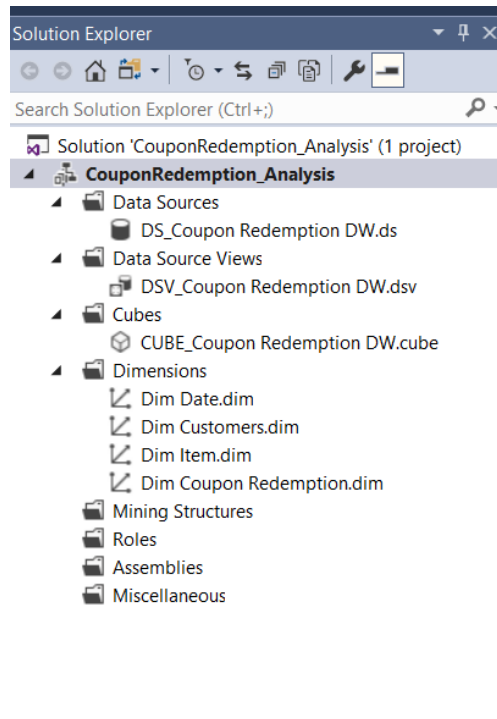 Solution Explorer
Search Solution Explorer (Ctrl+;)
Solution 'CouponRedemption_Analysis' (1 project)
CouponRedemption_Analysis
Data Sources
DS_Coupon Redemption DW.ds
Data Source Views
DSV_Coupon Redemption DW.dsv
Cubes
CUBE_Coupon Redemption DW.cube
Dimensions
Dim Date.dim
Dim Customers.dim
Dim Item.dim
Dim Coupon Redemption.dim
Mining Structures
Roles
Assemblies
Miscellaneous